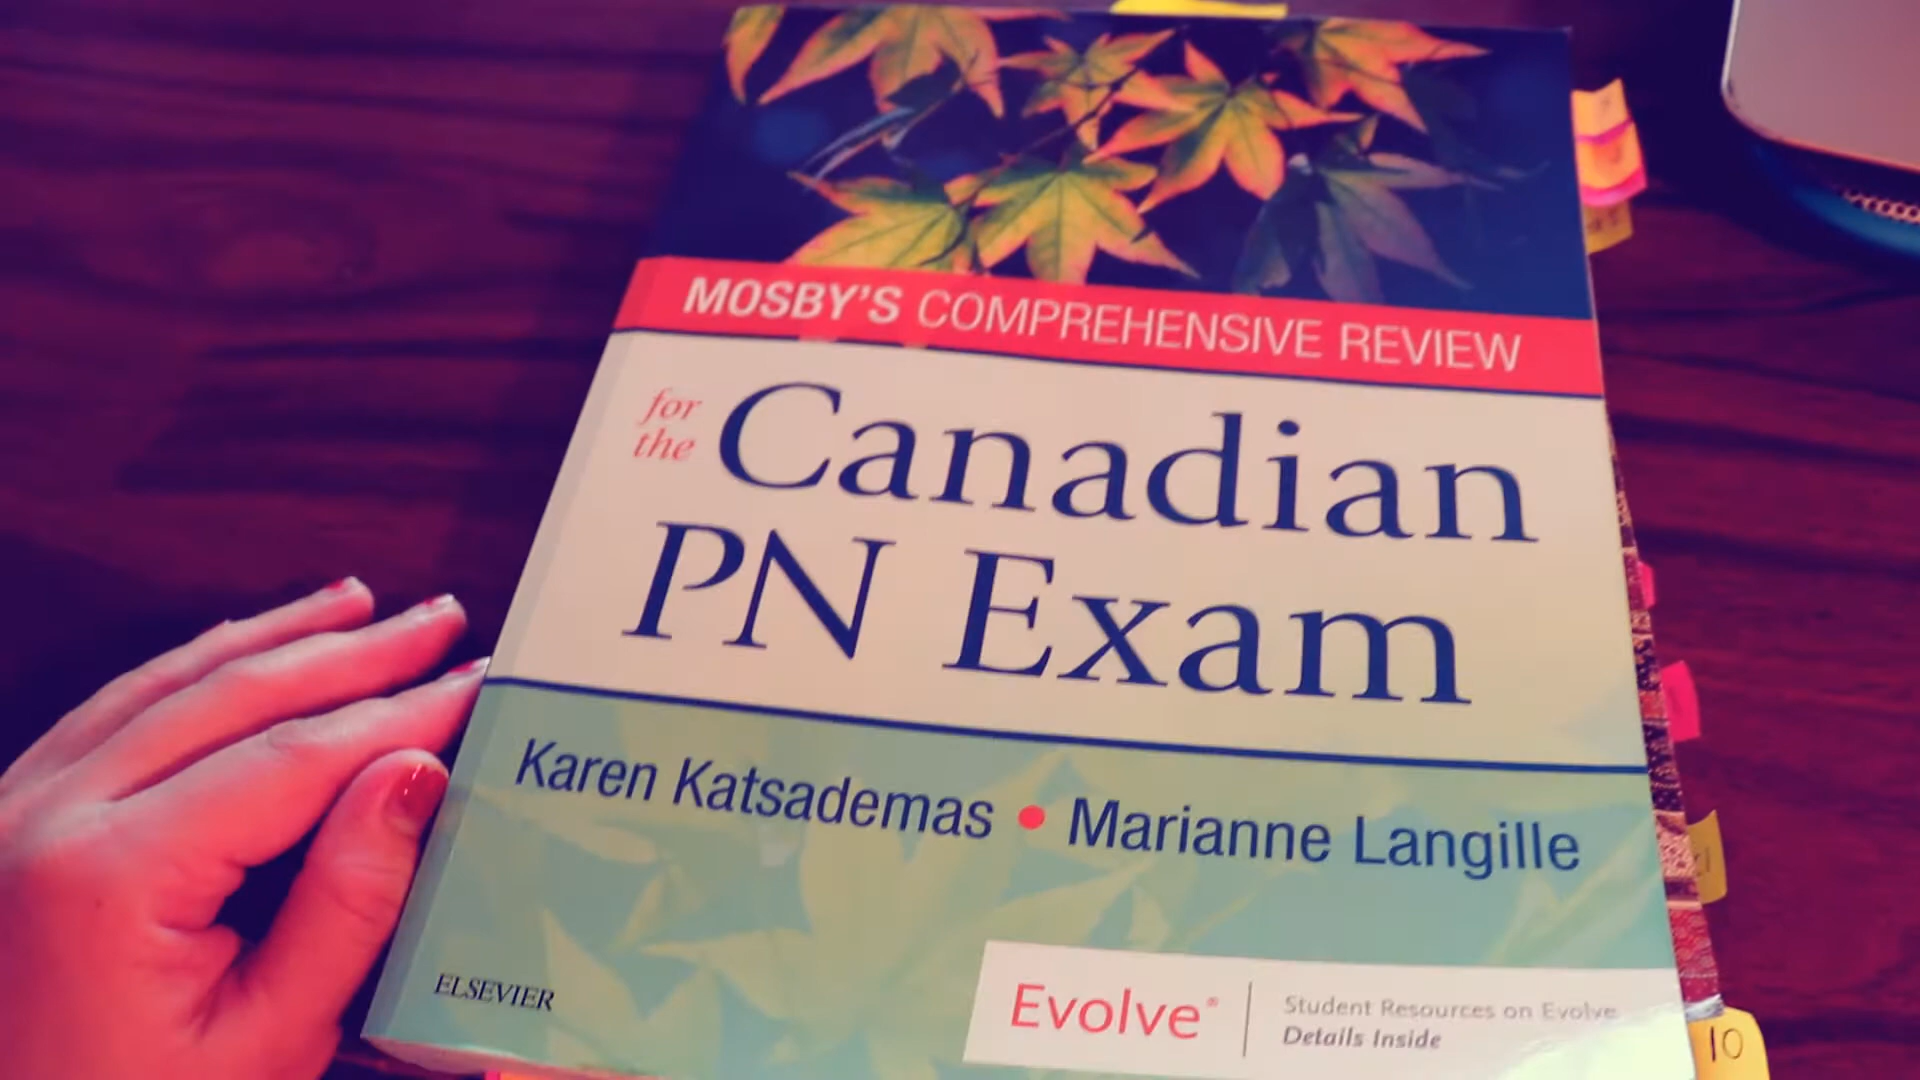 MOSBY'S COMPREHENSIVE REVIEW
for
the
Canadian
PN Exam
Karen Katsademas • Marianne Langille
ELSEVIER
Evolve®
Student Resources on Evolve
Details Inside
10